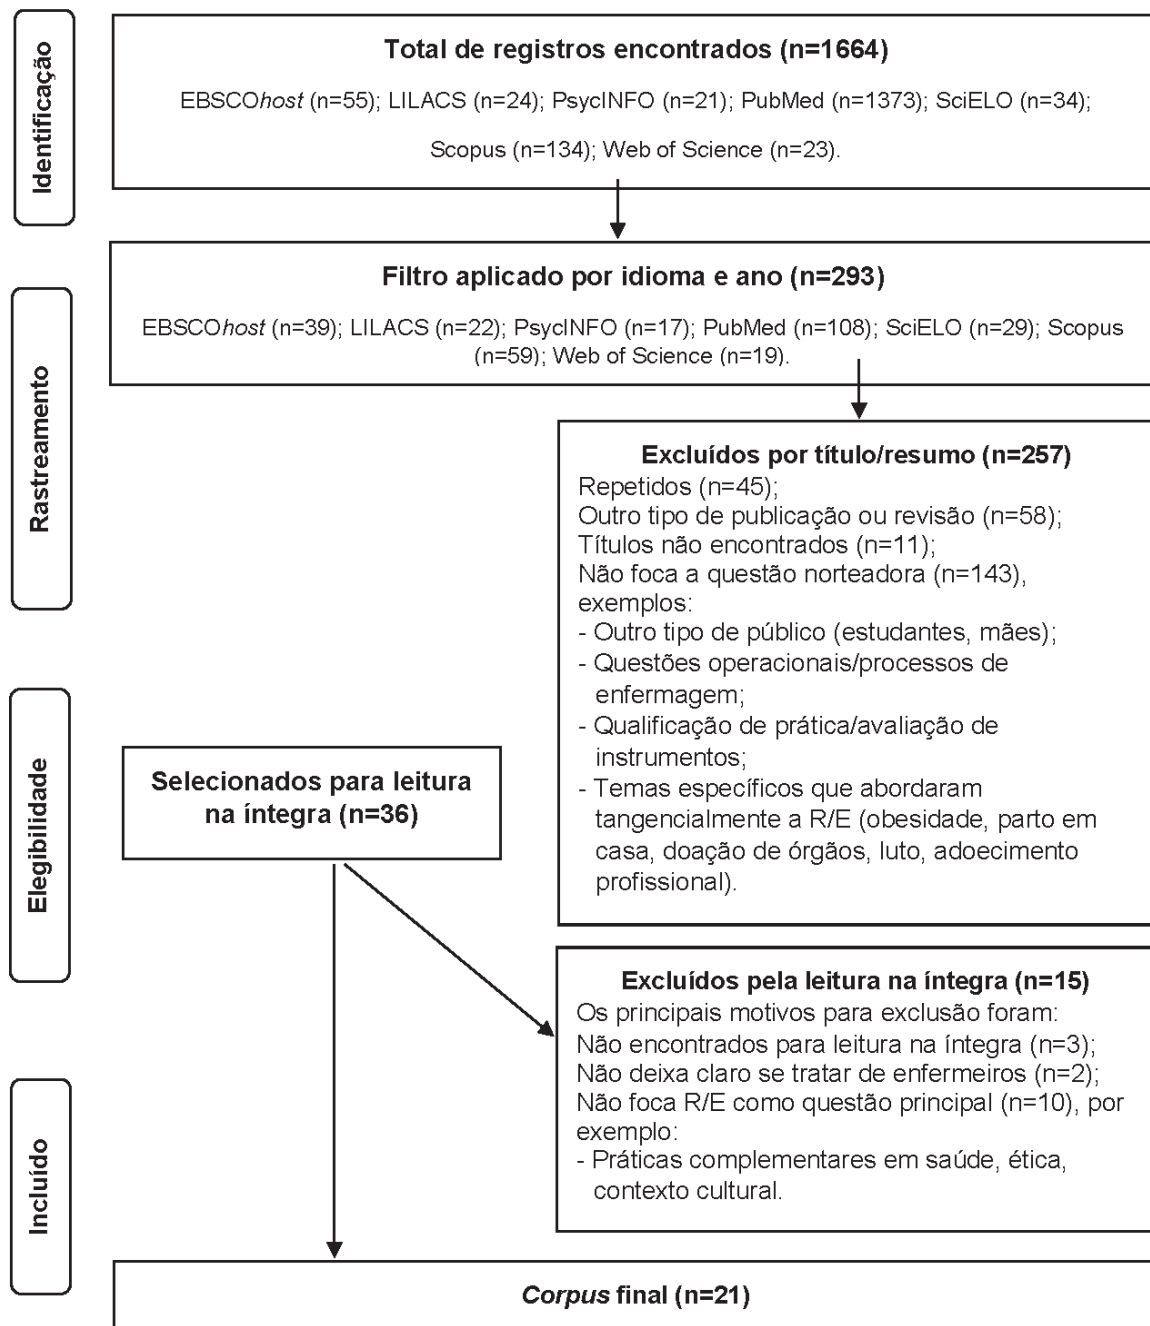 Identificação
Total de registros encontrados (n=1664)
EBSCOhost (n=55); LILACS (n=24); PsycINFO (n=21); PubMed (n=1373); SciELO (n=34);
Scopus (n=134); Web of Science (n=23).
Rastreamento
Filtro aplicado por idioma e ano (n=293)
EBSCOhost (n=39); LILACS (n=22); PsycINFO (n=17); PubMed (n=108); SciELO (n=29); Scopus
(n=59); Web of Science (n=19).
Excluídos por título/resumo (n=257)
Repetidos (n=45);
Outro tipo de publicação ou revisão (n=58);
Títulos não encontrados (n=11);
Não foca a questão norteadora (n=143),
exemplos:
- Outro tipo de público (estudantes, mães);
- Questões operacionais/processos de
enfermagem;
- Qualificação de prática/avaliação de
instrumentos;
- Temas específicos que abordaram
tangencialmente a R/E (obesidade, parto em
casa, doação de órgãos, luto, adoecimento
profissional).
Elegibilidade
Selecionados para leitura
na íntegra (n=36)
Excluídos pela leitura na íntegra (n=15)
Os principais motivos para exclusão foram:
Não encontrados para leitura na íntegra (n=3);
Não deixa claro se tratar de enfermeiros (n=2);
Não foca R/E como questão principal (n=10), por
exemplo:
- Práticas complementares em saúde, ética,
contexto cultural.
Incluído
Corpus final (n=21)